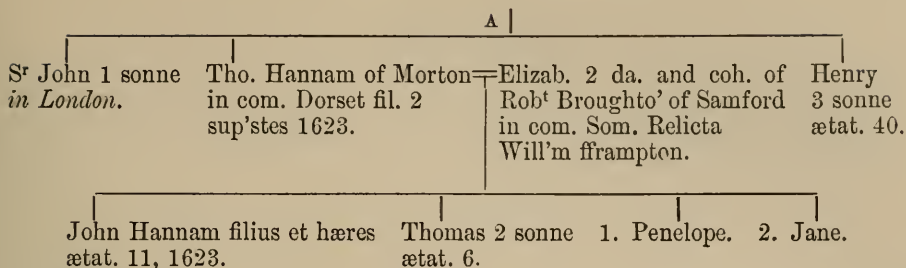 A
Sʳ John 1 sonne
in London.
Tho. Hannam of Morton
in com. Dorset fil. 2
sup'stes 1623.
Elizab. 2 da. and coh. of
Robᵗ Broughto' of Samford
in com. Som. Relicta
Will'm fframpton.
Henry
3 sonne
ætat. 40.
John Hannam filius et hæres
ætat. 11, 1623.
Thomas 2 sonne
ætat. 6.
1. Penelope.
2. Jane.